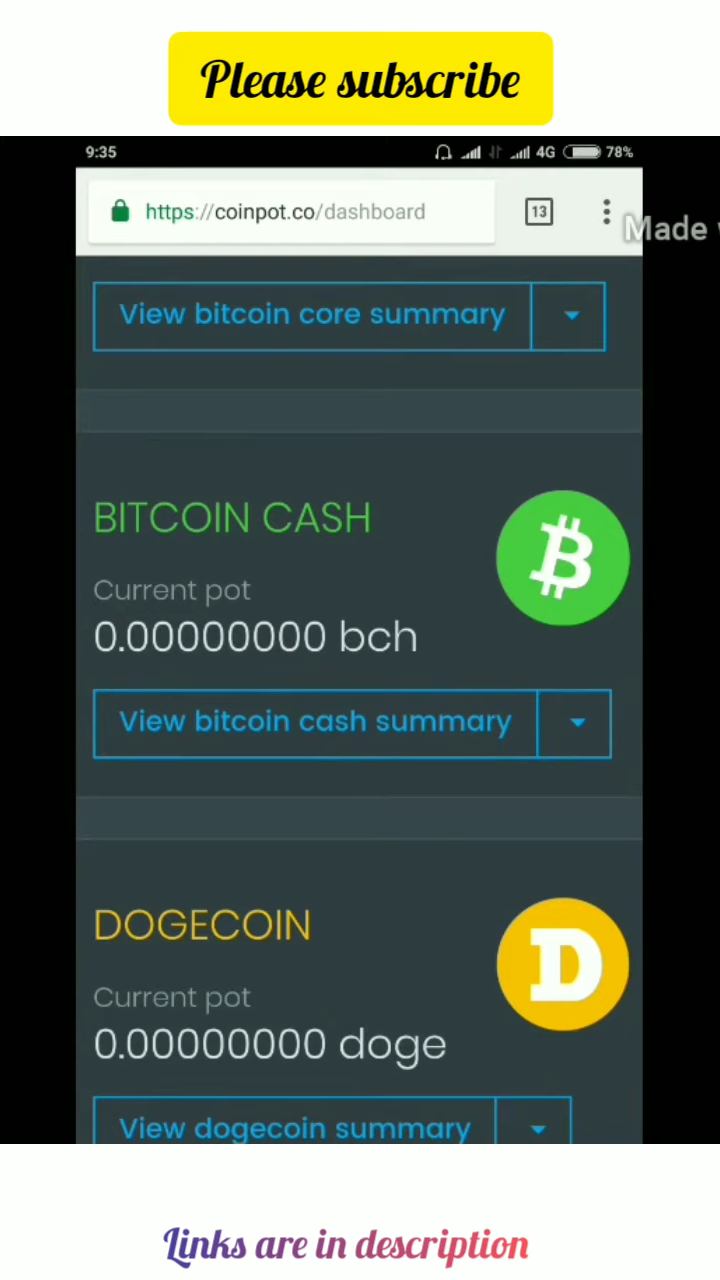 Please subscribe
9:35 4G 78%
https://coinpot.co/dashboard 13
Made
View bitcoin core summary
BITCOIN CASH
Current pot
0.00000000 bch
View bitcoin cash summary
DOGECOIN
D
Current pot
0.00000000 doge
View dogecoin summary
Links are in description